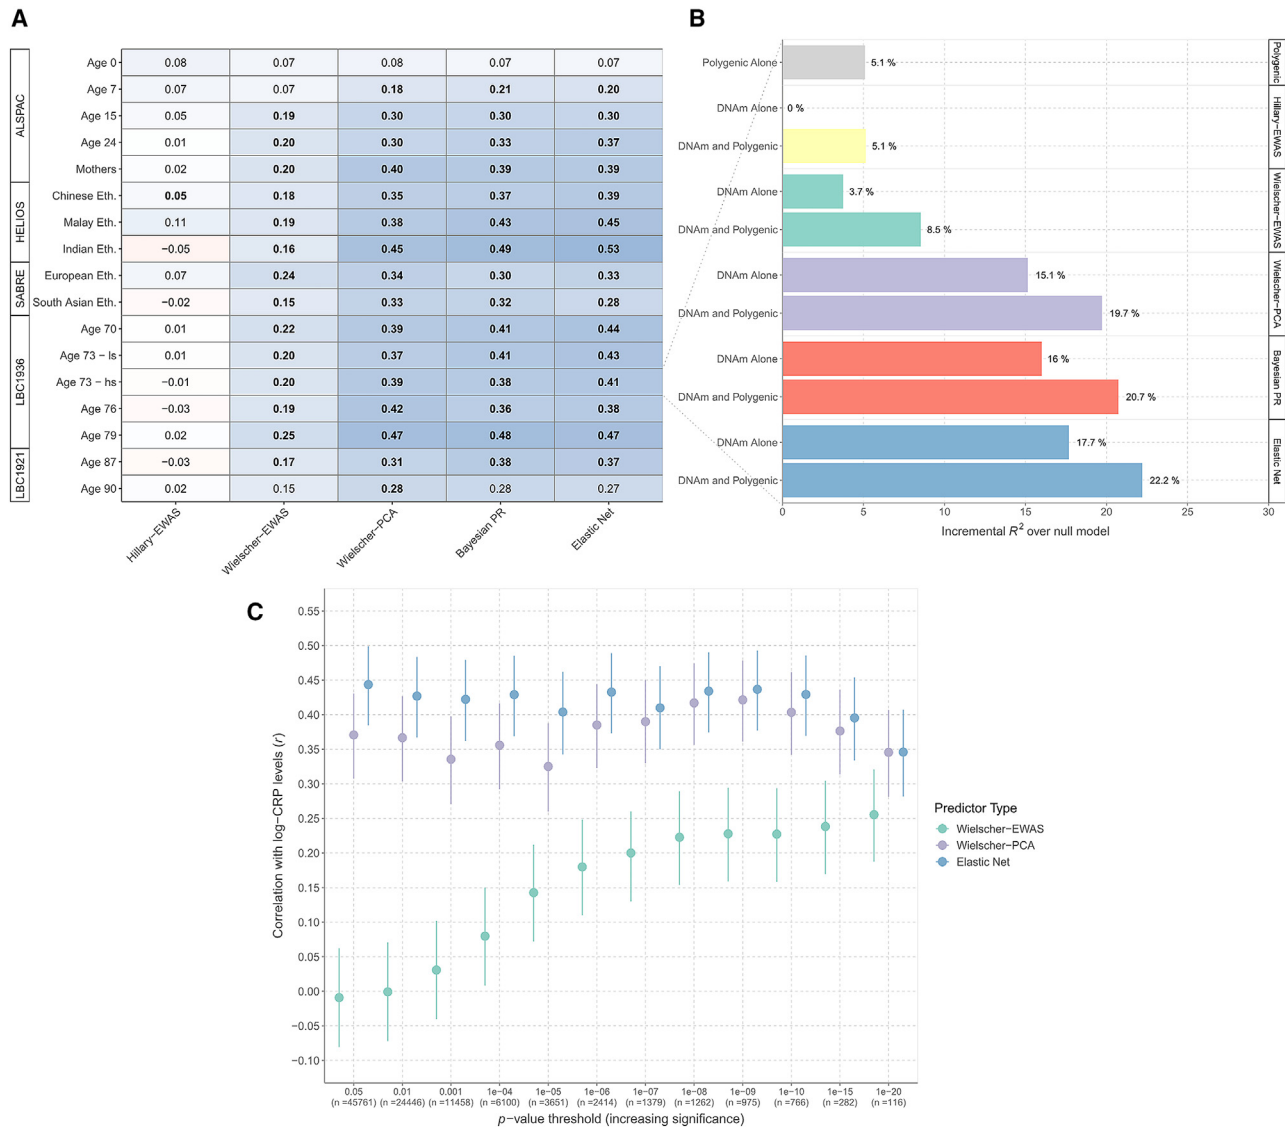 A
ALSPAC
HELIOS
SABRE
LBC1936
LBC1921
Age 0 0.08 0.07 0.08 0.07 0.07
Age 7 0.07 0.07 0.18 0.21 0.20
Age 15 0.05 0.19 0.30 0.30 0.30
Age 24 0.01 0.20 0.30 0.33 0.37
Mothers 0.02 0.20 0.40 0.39 0.39
Chinese Eth. 0.05 0.18 0.35 0.37 0.39
Malay Eth. 0.11 0.19 0.38 0.43 0.45
Indian Eth. −0.05 0.16 0.45 0.49 0.53
European Eth. 0.07 0.24 0.34 0.30 0.33
South Asian Eth. −0.02 0.15 0.33 0.32 0.28
Age 70 0.01 0.22 0.39 0.41 0.44
Age 73 − ls 0.01 0.20 0.37 0.41 0.43
Age 73 − hs −0.01 0.20 0.39 0.38 0.41
Age 76 −0.03 0.19 0.42 0.36 0.38
Age 79 0.02 0.25 0.47 0.48 0.47
Age 87 −0.03 0.17 0.31 0.38 0.37
Age 90 0.02 0.15 0.28 0.28 0.27
Hillary−EWAS
Wielscher−EWAS
Wielscher−PCA
Bayesian PR
Elastic Net
B
Polygenic Alone 5.1 %
DNAm Alone 0 %
DNAm and Polygenic 5.1 %
DNAm Alone 3.7 %
DNAm and Polygenic 8.5 %
DNAm Alone 15.1 %
DNAm and Polygenic 19.7 %
DNAm Alone 16 %
DNAm and Polygenic 20.7 %
DNAm Alone 17.7 %
DNAm and Polygenic 22.2 %
Polygenic
Hillary−EWAS
Wielscher−EWAS
Wielscher−PCA
Bayesian PR
Elastic Net
0 5 10 15 20 25 30
Incremental R² over null model
C
Correlation with log−CRP levels (r)
0.55
0.50
0.45
0.40
0.35
0.30
0.25
0.20
0.15
0.10
0.05
0.00
−0.05
−0.10
0.05 0.01 0.001 1e−04 1e−05 1e−06 1e−07 1e−08 1e−09 1e−10 1e−15 1e−20
(n =45761) (n =24446) (n =11458) (n =6100) (n =3651) (n =2414) (n =1379) (n =1262) (n =975) (n =766) (n =282) (n =116)
p−value threshold (increasing significance)
Predictor Type
Wielscher−EWAS
Wielscher−PCA
Elastic Net